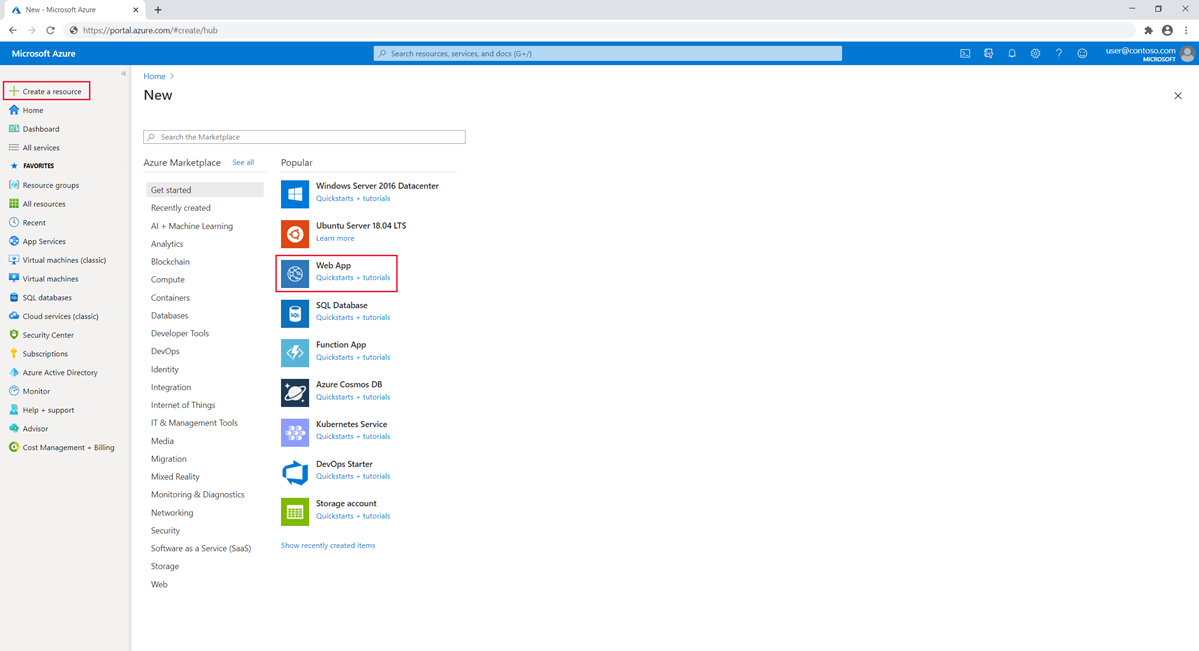 New - Microsoft Azure
https://portal.azure.com/#create/hub
Microsoft Azure
Search resources, services, and docs (G+/)
user@contoso.com
MICROSOFT
Create a resource
Home
Dashboard
All services
FAVORITES
Resource groups
All resources
Recent
App Services
Virtual machines (classic)
Virtual machines
SQL databases
Cloud services (classic)
Security Center
Subscriptions
Azure Active Directory
Monitor
Help + support
Advisor
Cost Management + Billing
Home
New
Search the Marketplace
Azure Marketplace See all
Get started
Recently created
AI + Machine Learning
Analytics
Blockchain
Compute
Containers
Databases
Developer Tools
DevOps
Identity
Integration
Internet of Things
IT & Management Tools
Media
Migration
Mixed Reality
Monitoring & Diagnostics
Networking
Security
Software as a Service (SaaS)
Storage
Web
Popular
Windows Server 2016 Datacenter
Quickstarts + tutorials
Ubuntu Server 18.04 LTS
Learn more
Web App
Quickstarts + tutorials
SQL
SQL Database
Quickstarts + tutorials
Function App
Quickstarts + tutorials
Azure Cosmos DB
Quickstarts + tutorials
Kubernetes Service
Quickstarts + tutorials
DevOps Starter
Quickstarts + tutorials
Storage account
Quickstarts + tutorials
Show recently created items